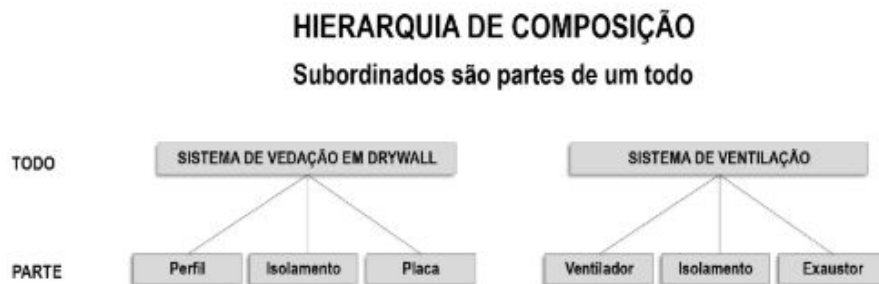 HIERARQUIA DE COMPOSIÇÃO
Subordinados são partes de um todo
TODO
SISTEMA DE VEDAÇÃO EM DRYWALL
SISTEMA DE VENTILAÇÃO
PARTE
Perfil
Isolamento
Placa
Ventilador
Isolamento
Exaustor